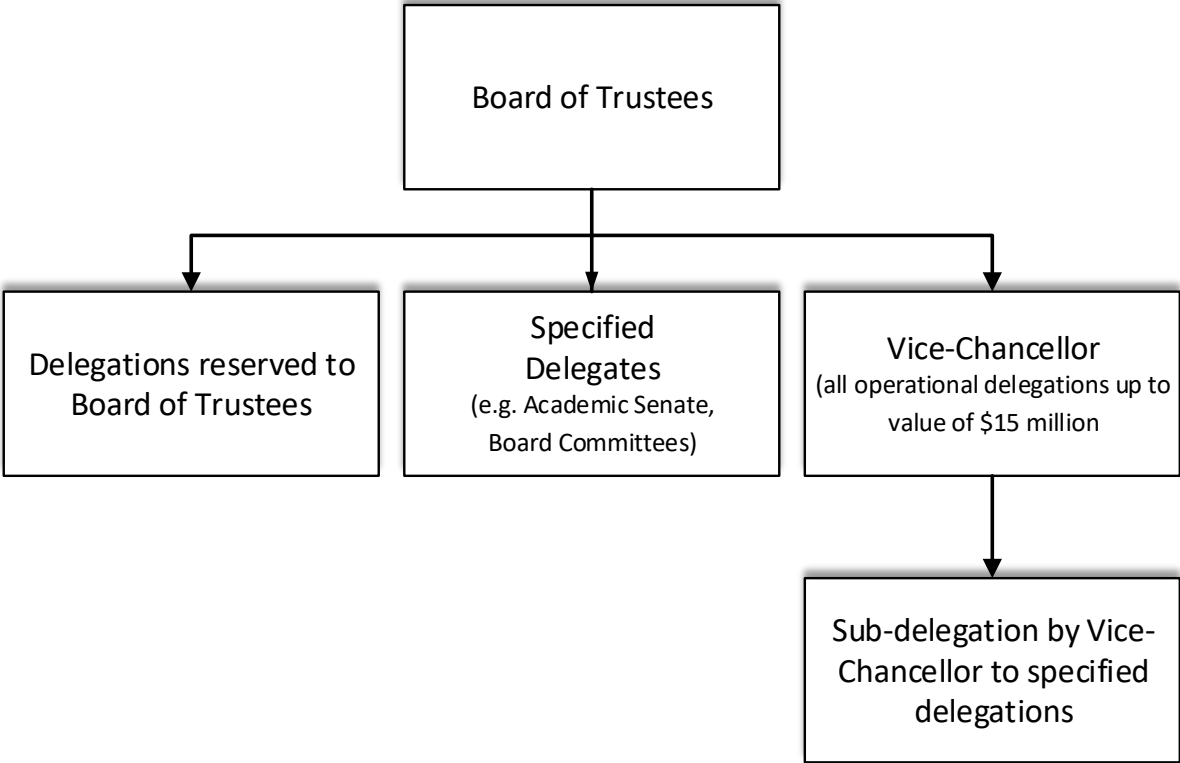 Board of Trustees
Delegations reserved to
Board of Trustees
Specified
Delegates
(e.g. Academic Senate,
Board Committees)
Vice-Chancellor
(all operational delegations up to
value of $15 million
Sub-delegation by Vice-
Chancellor to specified
delegations